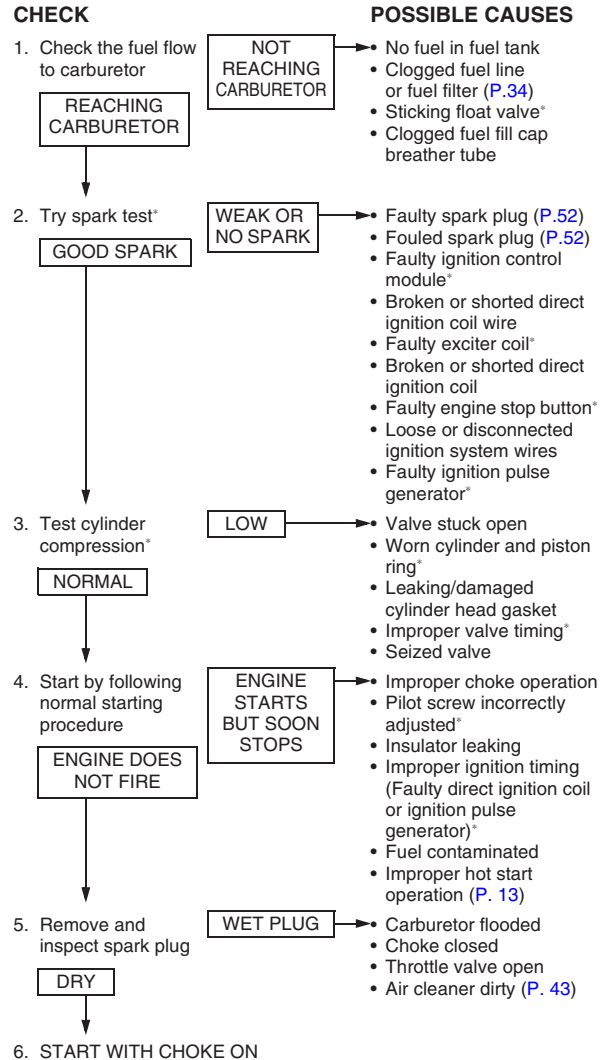 CHECK
POSSIBLE CAUSES
1. Check the fuel flow
to carburetor
REACHING
CARBURETOR
NOT
REACHING
CARBURETOR
• No fuel in fuel tank
• Clogged fuel line
or fuel filter (P.34)
• Sticking float valve*
• Clogged fuel fill cap
breather tube
2. Try spark test*
GOOD SPARK
WEAK OR
NO SPARK
• Faulty spark plug (P.52)
• Fouled spark plug (P.52)
• Faulty ignition control
module*
• Broken or shorted direct
ignition coil wire
• Faulty exciter coil*
• Broken or shorted direct
ignition coil
• Faulty engine stop button*
• Loose or disconnected
ignition system wires
• Faulty ignition pulse
generator*
3. Test cylinder
compression*
NORMAL
LOW
• Valve stuck open
• Worn cylinder and piston
ring*
• Leaking/damaged
cylinder head gasket
• Improper valve timing*
• Seized valve
4. Start by following
normal starting
procedure
ENGINE DOES
NOT FIRE
ENGINE
STARTS
BUT SOON
STOPS
• Improper choke operation
• Pilot screw incorrectly
adjusted*
• Insulator leaking
• Improper ignition timing
(Faulty direct ignition coil
or ignition pulse
generator)*
• Fuel contaminated
• Improper hot start
operation (P. 13)
5. Remove and
inspect spark plug
DRY
WET PLUG
• Carburetor flooded
• Choke closed
• Throttle valve open
• Air cleaner dirty (P. 43)
6. START WITH CHOKE ON